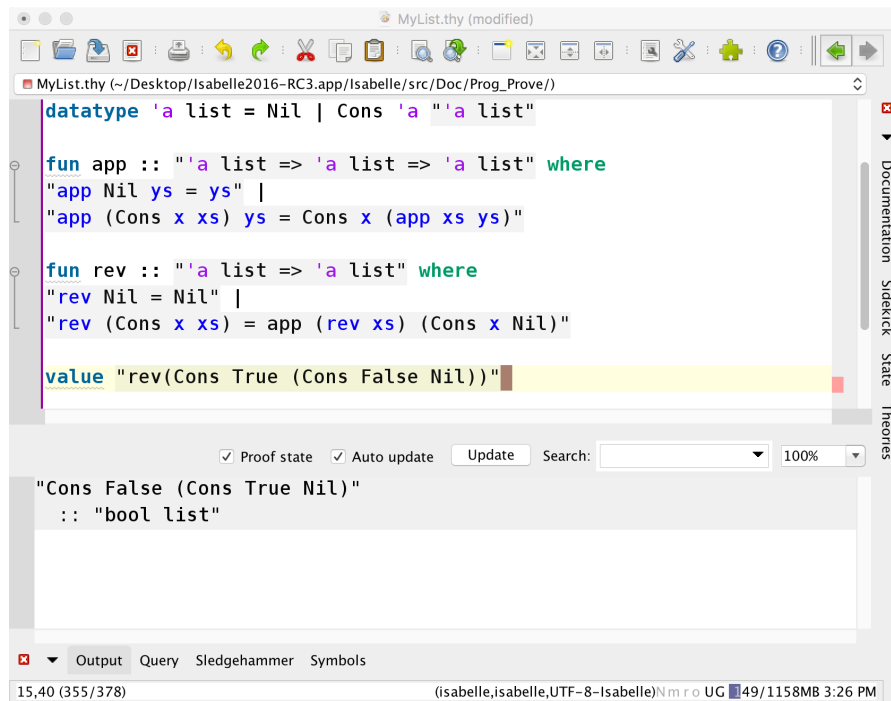 MyList.thy (modified)
MyList.thy (~/Desktop/Isabelle2016-RC3.app/Isabelle/src/Doc/Prog_Prove/)
datatype 'a list = Nil | Cons 'a "'a list"
fun app :: "'a list => 'a list => 'a list" where
"app Nil ys = ys" |
"app (Cons x xs) ys = Cons x (app xs ys)"
fun rev :: "'a list => 'a list" where
"rev Nil = Nil" |
"rev (Cons x xs) = app (rev xs) (Cons x Nil)"
value "rev(Cons True (Cons False Nil))"
Documentation
Sidekick
State
Theories
Proof state Auto update Update Search: 100%
"Cons False (Cons True Nil)"
:: "bool list"
Output Query Sledgehammer Symbols
15,40 (355/378) (isabelle,isabelle,UTF-8-Isabelle)N m r o UG 149/1158MB 3:26 PM